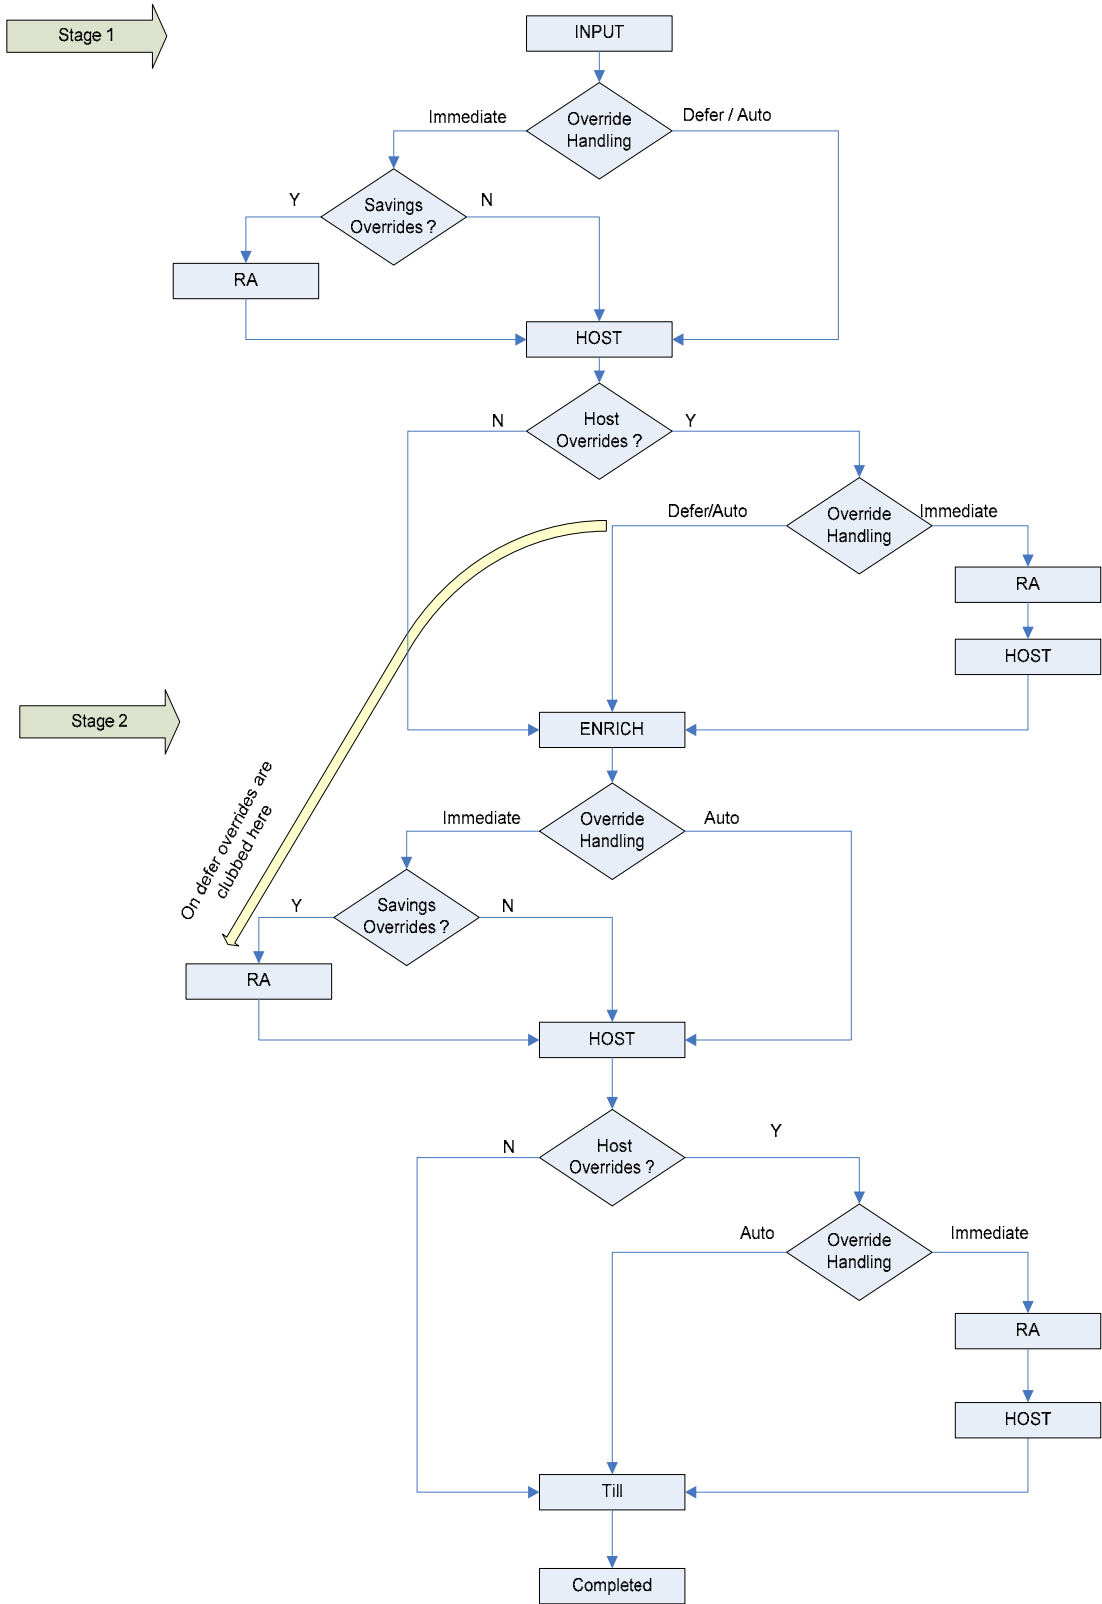 Stage 1
INPUT
Immediate
Override
Handling
Defer / Auto
Y
Savings
Overrides ?
N
RA
HOST
N
Host
Overrides ?
Y
Defer/Auto
Override
Handling
Immediate
RA
HOST
Stage 2
ENRICH
On defer overrides are
clubbed here
Immediate
Override
Handling
Auto
Y
Savings
Overrides ?
N
RA
HOST
N
Host
Overrides ?
Y
Auto
Override
Handling
Immediate
RA
HOST
Till
Completed